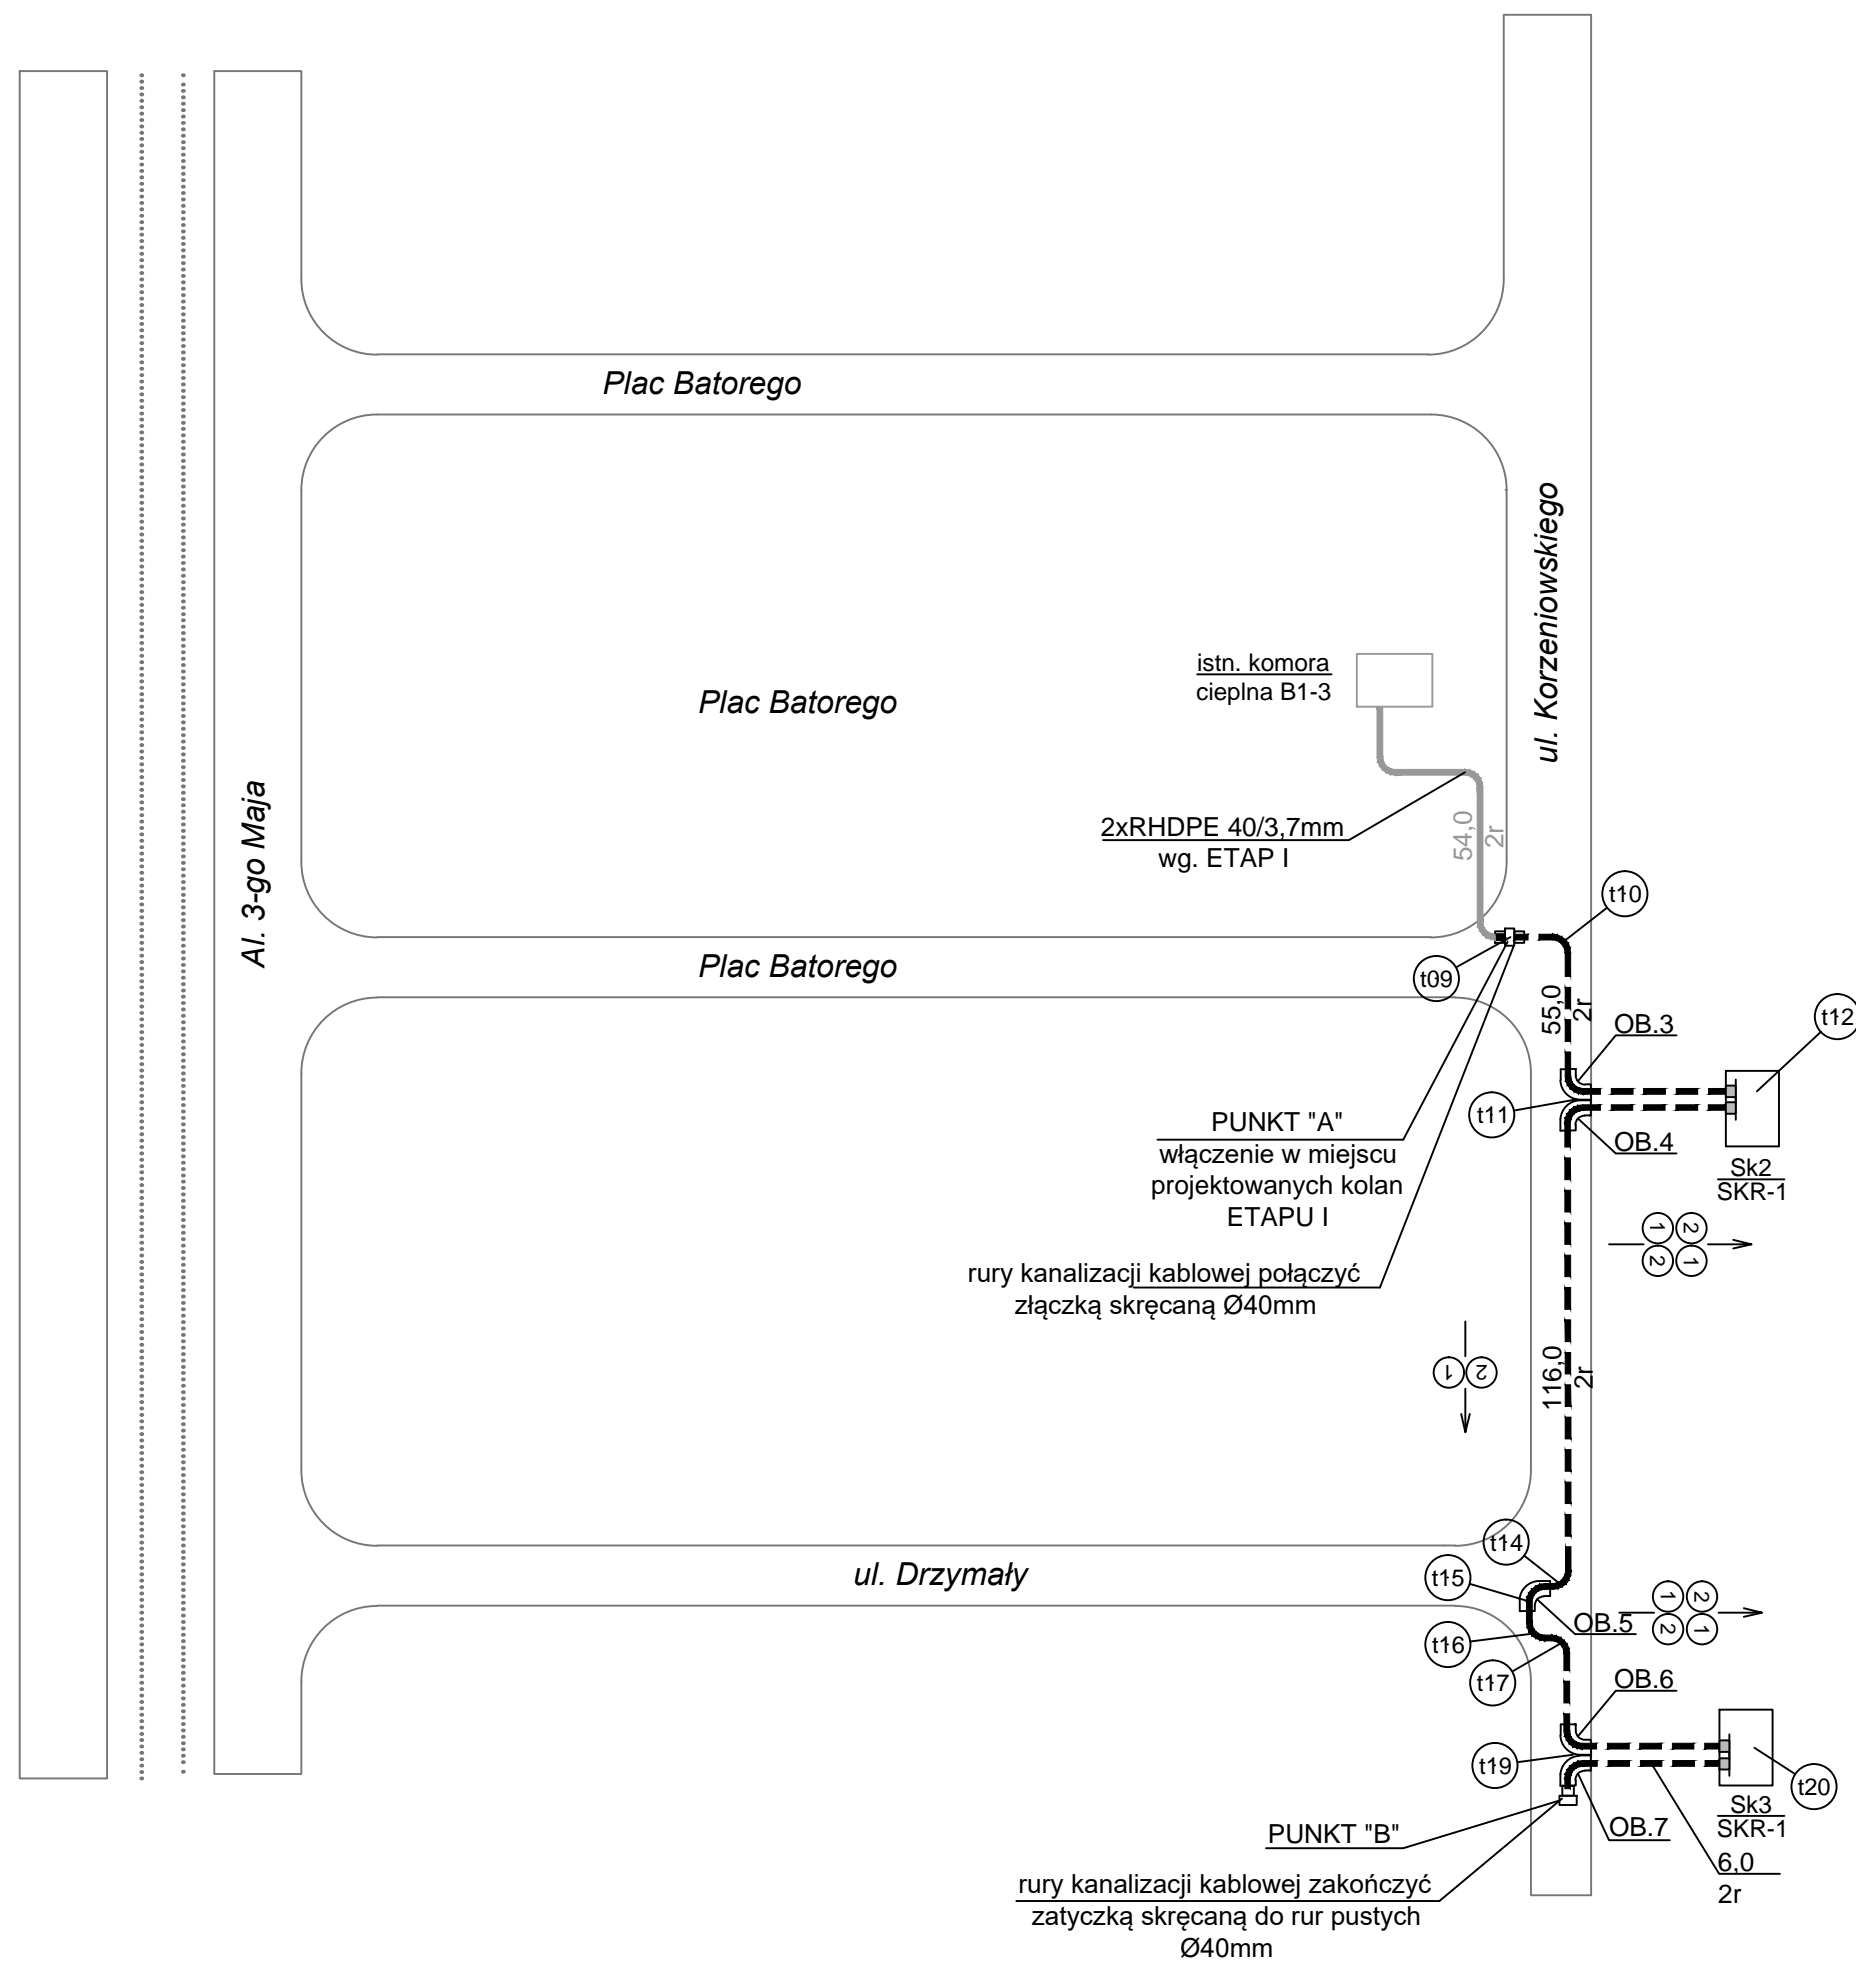 Plac Batorego
ul. Korzeniowskiego
istn. komora
cieplna B1-3
Plac Batorego
Al. 3-go Maja
2xRHDPE 40/3,7mm
wg. ETAP I
54,0
2r
t10
Plac Batorego
t09
55,0
2r
OB.3
t12
t11
OB.4
PUNKT "A"
włączenie w miejscu
projektowanych kolan
ETAPU I
Sk2
SKR-1
1 2
2 1
rury kanalizacji kablowej połączyć
złączką skręcaną Ø40mm
1 2
116,0
2r
t14
ul. Drzymały
t15
OB.5
1 2
2 1
t16
t17
OB.6
t19
t20
Sk3
SKR-1
OB.7
PUNKT "B"
6,0
2r
rury kanalizacji kablowej zakończyć
zatyczką skręcaną do rur pustych
Ø40mm